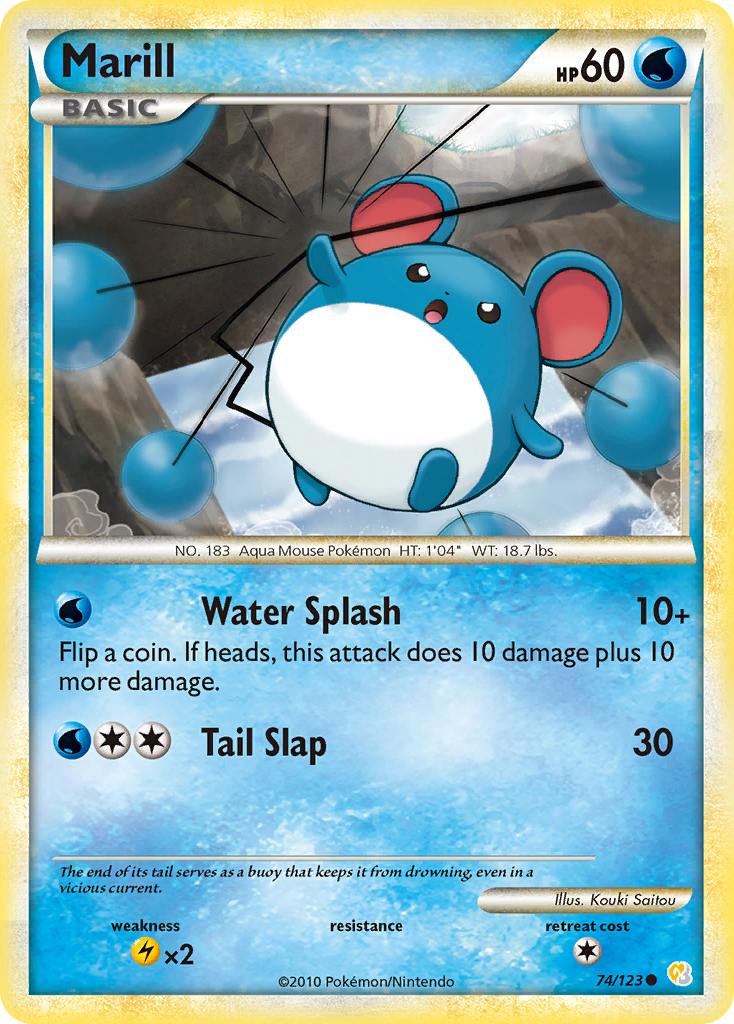 Marill
HP60
BASIC
NO. 183 Aqua Mouse Pokémon HT: 1'04" WT: 18.7 lbs.
Water Splash 10+
Flip a coin. If heads, this attack does 10 damage plus 10
more damage.
Tail Slap 30
The end of its tail serves as a buoy that keeps it from drowning, even in a
vicious current.
Illus. Kouki Saitou
weakness resistance retreat cost
×2
©2010 Pokémon/Nintendo
74/123